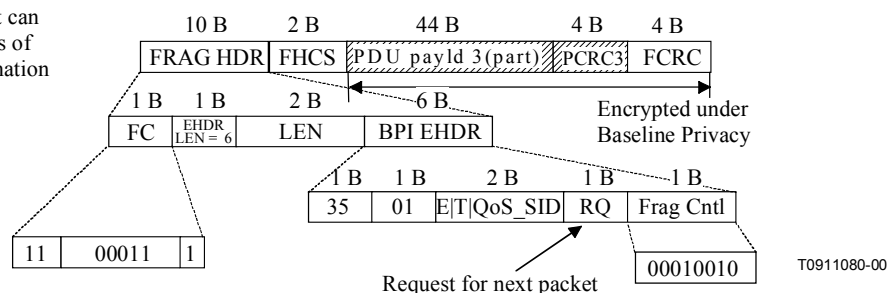 t can
s of
nation
10 B 2 B 44 B 4 B 4 B
FRAG HDR FHCS PDU payld 3(part) PCRC3 FCRC
1 B 1 B 2 B 6 B
Encrypted under
Baseline Privacy
FC EHDR LEN = 6 LEN BPI EHDR
1 B 1 B 2 B 1 B 1 B
35 01 E|T|QoS_SID RQ Frag Cntl
11 00011 1
00010010
Request for next packet
T0911080-00